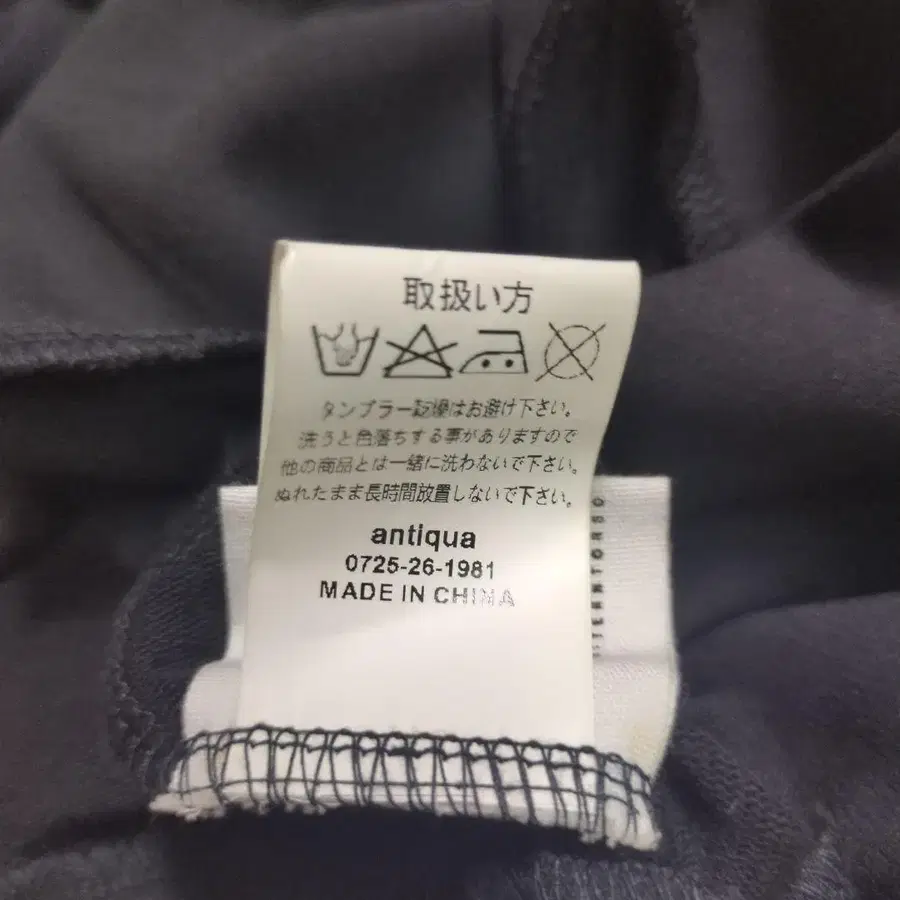 取扱い方
タンブラー乾燥はお避け下さい。
洗うと色落ちする事がありますので
他の商品とは一緒に洗わないで下さい。
ぬれたまま長時間放置しないで下さい。
antiqua
0725-26-1981
MADE IN CHINA